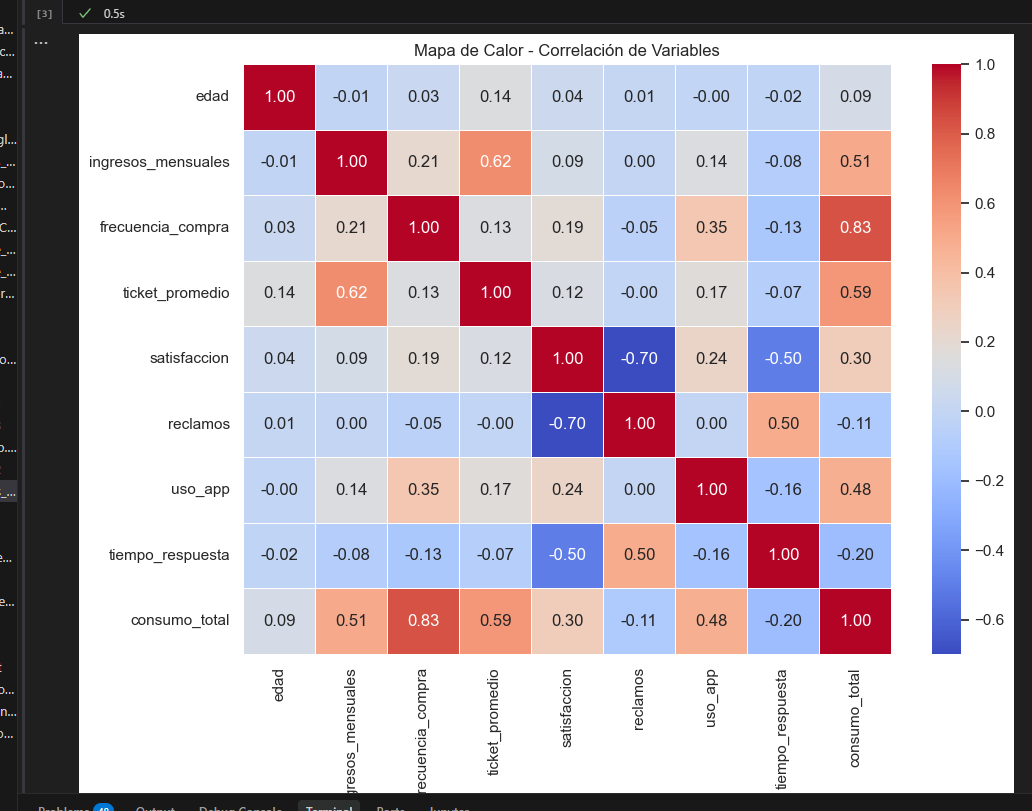 [3]
0.5s
...
Mapa de Calor - Correlación de Variables
edad 1.00 -0.01 0.03 0.14 0.04 0.01 -0.00 -0.02 0.09
ingresos_mensuales -0.01 1.00 0.21 0.62 0.09 0.00 0.14 -0.08 0.51
frecuencia_compra 0.03 0.21 1.00 0.13 0.19 -0.05 0.35 -0.13 0.83
ticket_promedio 0.14 0.62 0.13 1.00 0.12 -0.00 0.17 -0.07 0.59
satisfaccion 0.04 0.09 0.19 0.12 1.00 -0.70 0.24 -0.50 0.30
reclamos 0.01 0.00 -0.05 -0.00 -0.70 1.00 0.00 0.50 -0.11
uso_app -0.00 0.14 0.35 0.17 0.24 0.00 1.00 -0.16 0.48
tiempo_respuesta -0.02 -0.08 -0.13 -0.07 -0.50 0.50 -0.16 1.00 -0.20
consumo_total 0.09 0.51 0.83 0.59 0.30 -0.11 0.48 -0.20 1.00
edad
gresos_mensuales
recuencia_compra
ticket_promedio
satisfaccion
reclamos
uso_app
tiempo_respuesta
consumo_total
1.0
0.8
0.6
0.4
0.2
0.0
−0.2
−0.4
−0.6
Problems Output Debug Console Terminal Ports Jupyter